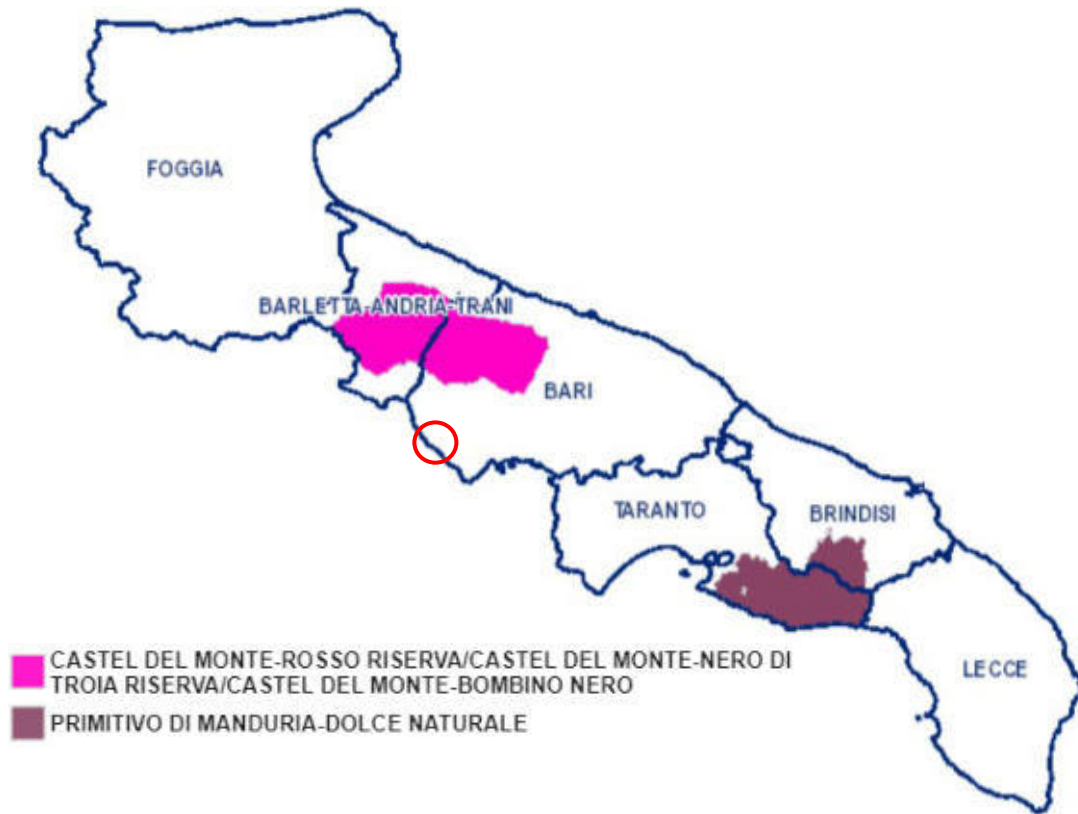 FOGGIA
BARLETTA-ANDRIA-TRANI
BARI
TARANTO
BRINDISI
LECCE
CASTEL DEL MONTE-ROSSO RISERVA/CASTEL DEL MONTE-NERO DI
TROIA RISERVA/CASTEL DEL MONTE-BOMBINO NERO
PRIMITIVO DI MANDURIA-DOLCE NATURALE